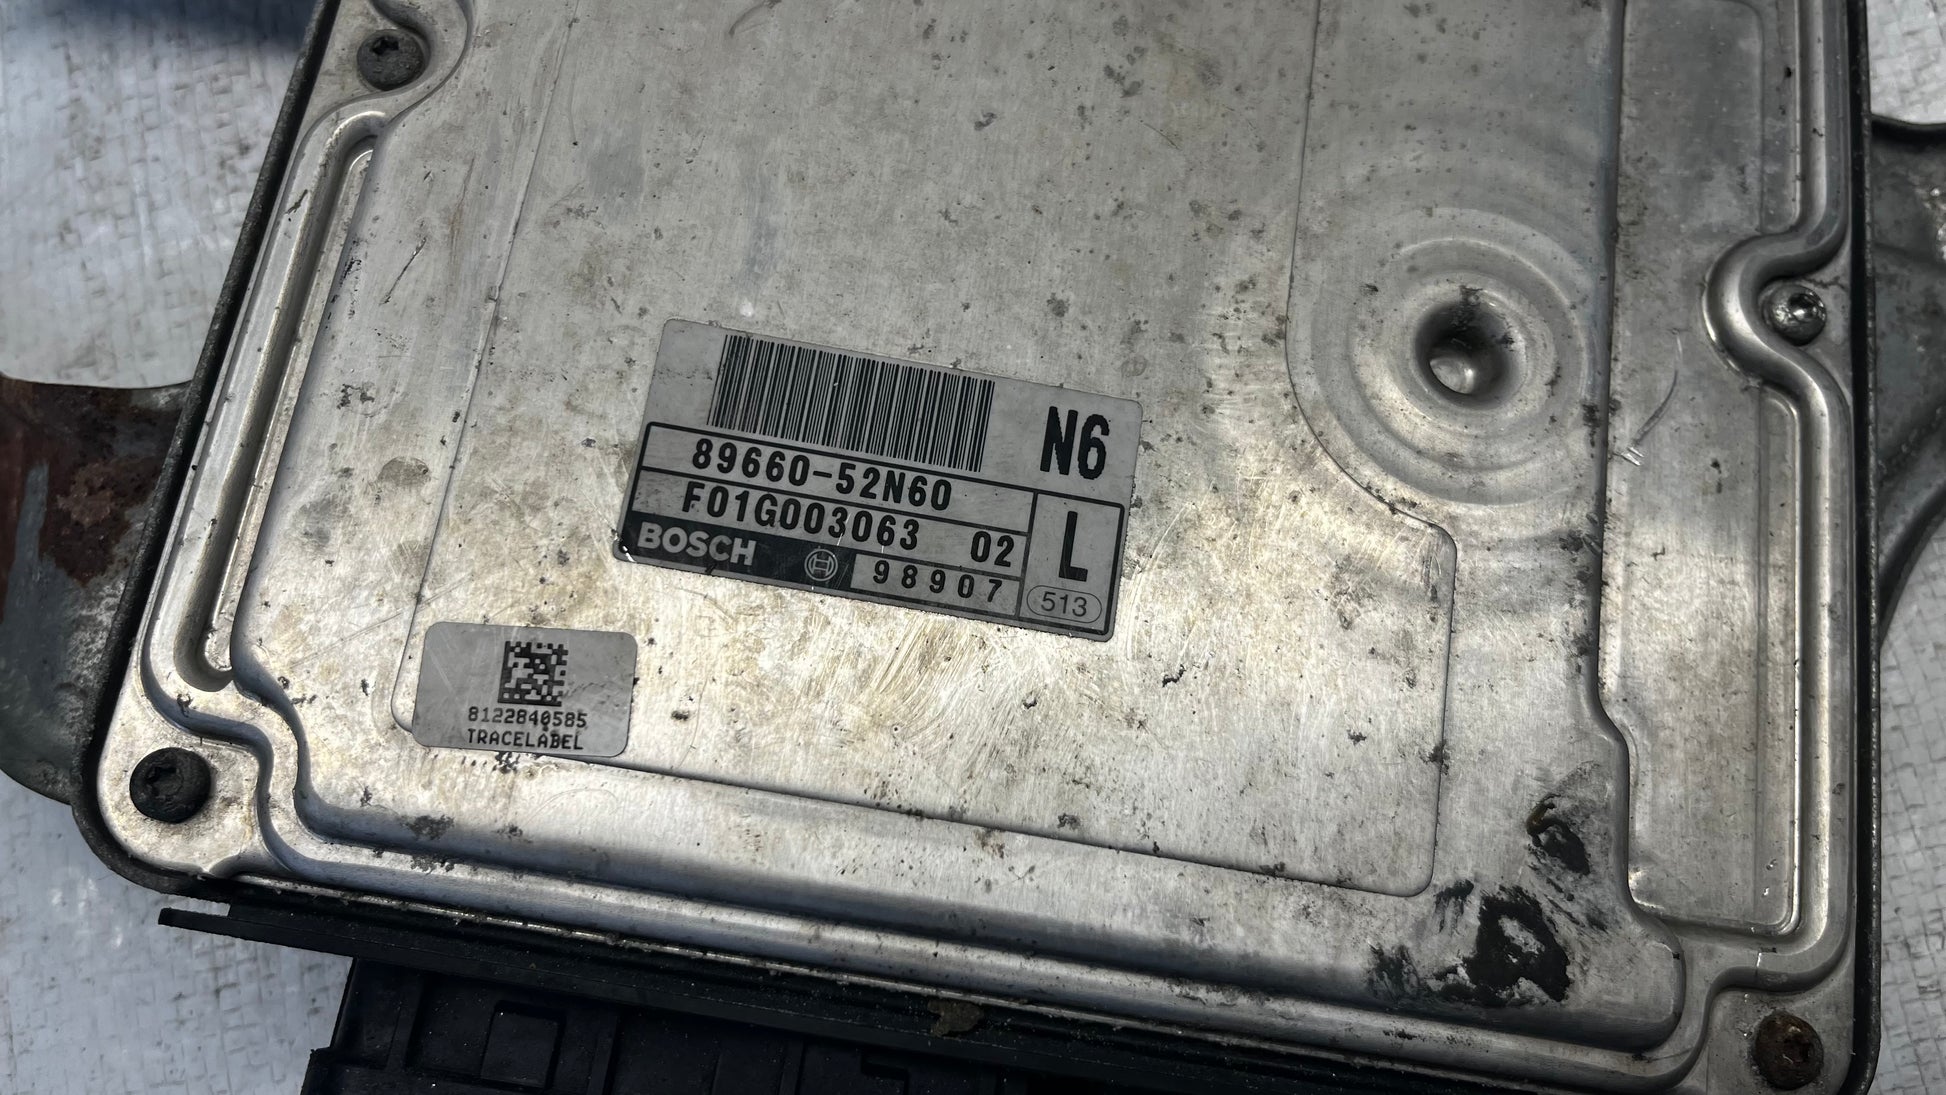 N6
89660-52N60
F01G003063 02
L
BOSCH 98907
513
8122840585
TRACELABEL